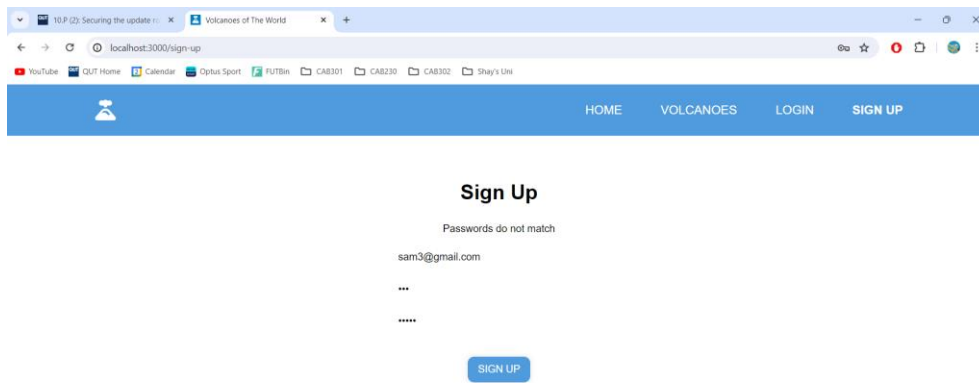 QUT 10.P (2): Securing the update ro
Volcanoes of The World
localhost:3000/sign-up
YouTube QUT Home Calendar Optus Sport FUTBin CAB301 CAB230 CAB302 Shay's Uni
HOME VOLCANOES LOGIN SIGN UP
Sign Up
Passwords do not match
sam3@gmail.com
•••
•••••
SIGN UP